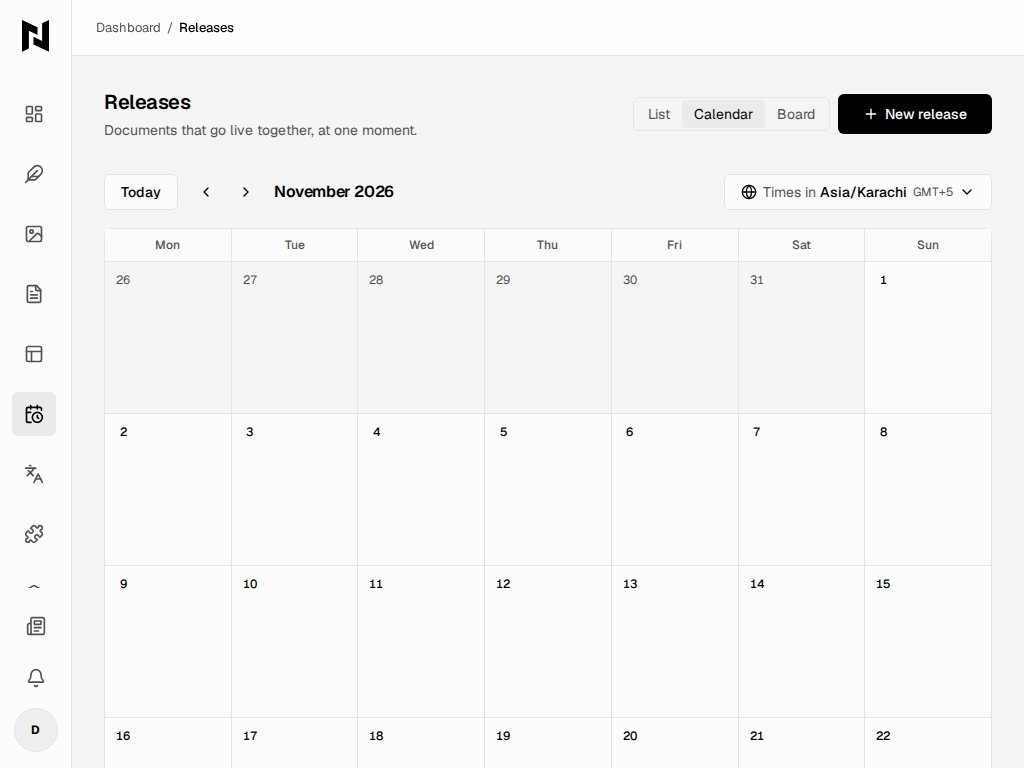 Dashboard / Releases
Releases
Documents that go live together, at one moment.
List Calendar Board
New release
Today
November 2026
Times in Asia/Karachi GMT+5
Mon Tue Wed Thu Fri Sat Sun
26 27 28 29 30 31 1
2 3 4 5 6 7 8
9 10 11 12 13 14 15
16 17 18 19 20 21 22
D